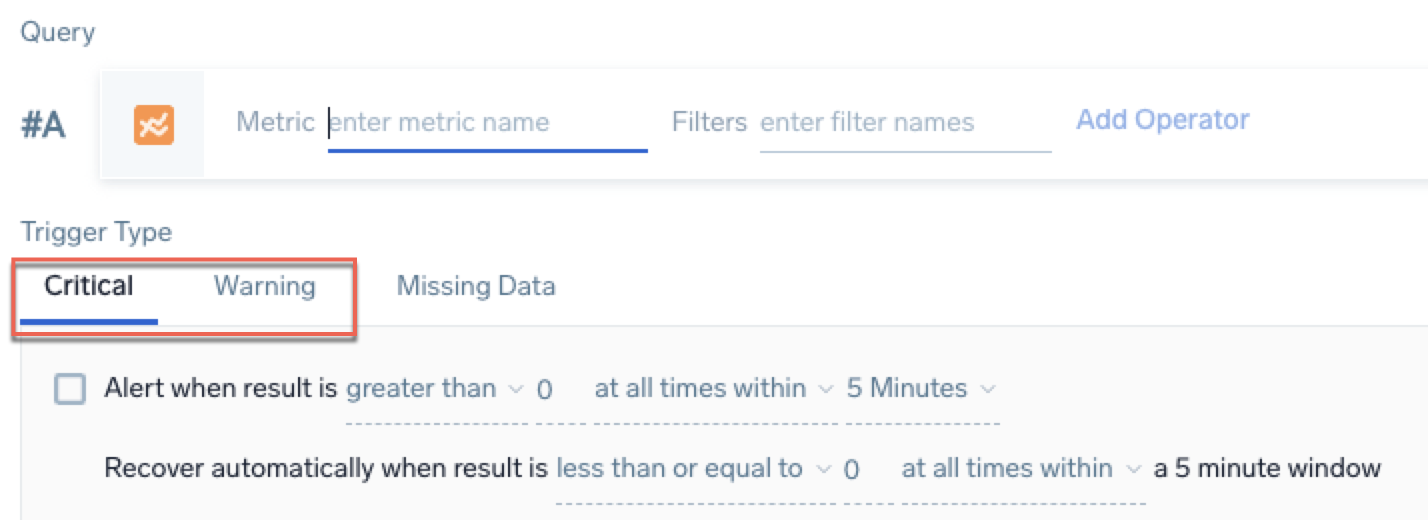 Query
#A Metric enter metric name Filters enter filter names Add Operator
Trigger Type
Critical Warning Missing Data
Alert when result is greater than 0 at all times within 5 Minutes
Recover automatically when result is less than or equal to 0 at all times within a 5 minute window